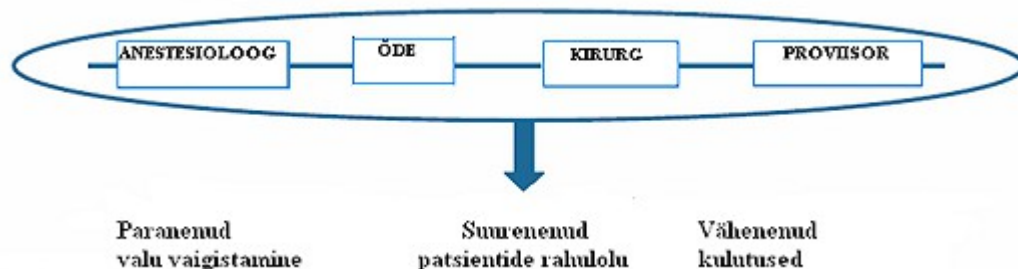 ANESTESIOLOOG ÕDE KIRURG PROVIISOR
Paranenud Suurenenud Vähenenud
valu vaigistamine patsientide rahulolu kulutused